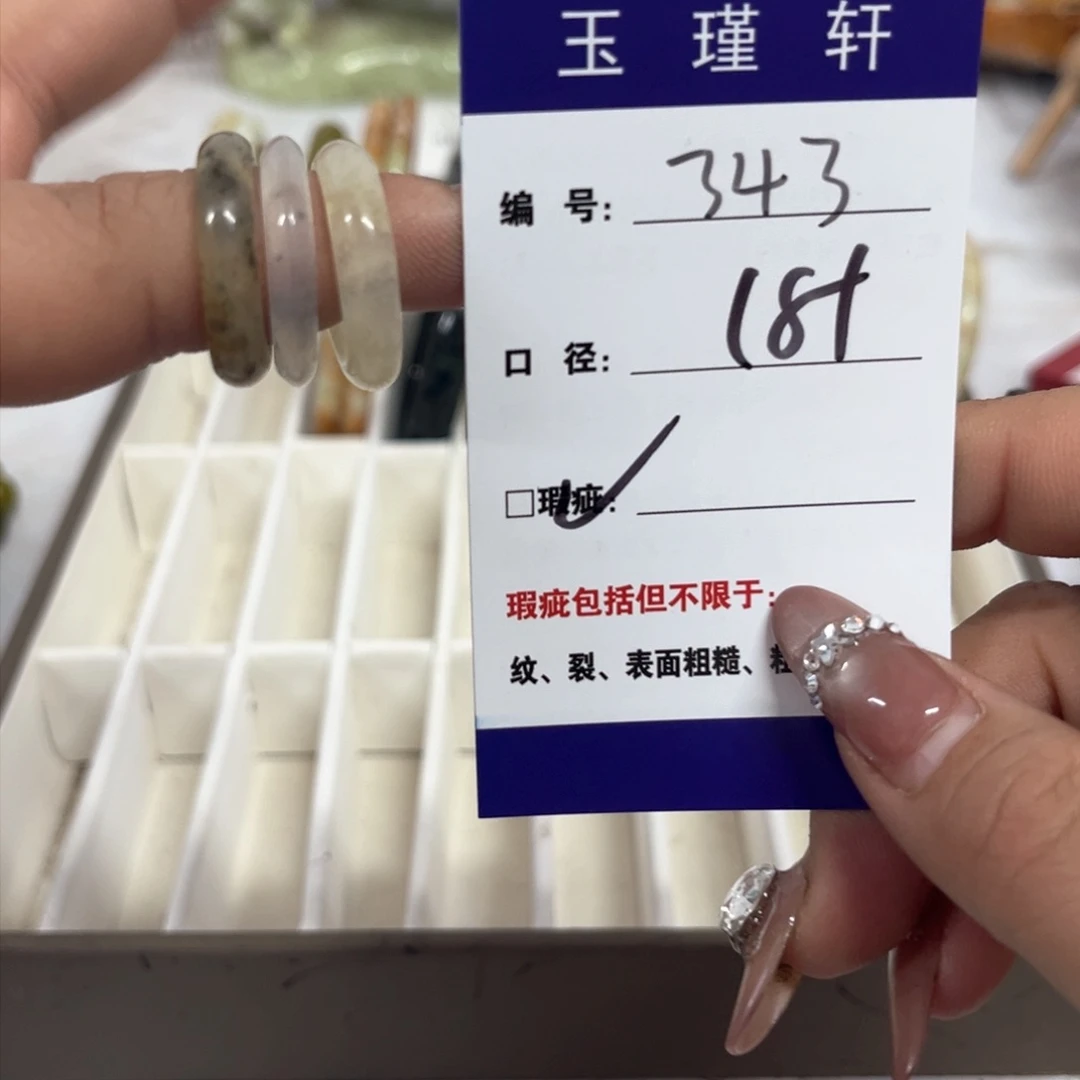 玉瑾轩
编号: 343
口径: 18+
□瑕疵: ✓
瑕疵包括但不限于:
纹、裂、表面粗糙、